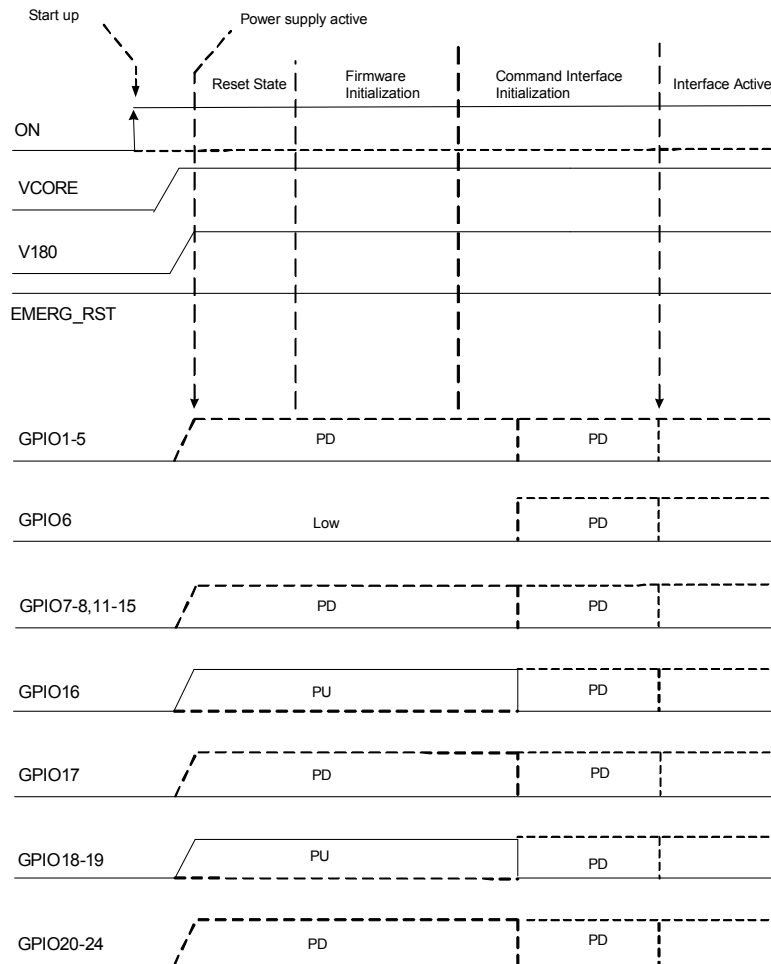 Start up
Power supply active
Reset State
Firmware
Initialization
Command Interface
Initialization
Interface Active
ON
VCORE
V180
EMERG_RST
GPIO1-5
PD
PD
GPIO6
Low
PD
GPIO7-8,11-15
PD
PD
GPIO16
PU
PD
GPIO17
PD
PD
GPIO18-19
PU
PD
GPIO20-24
PD
PD